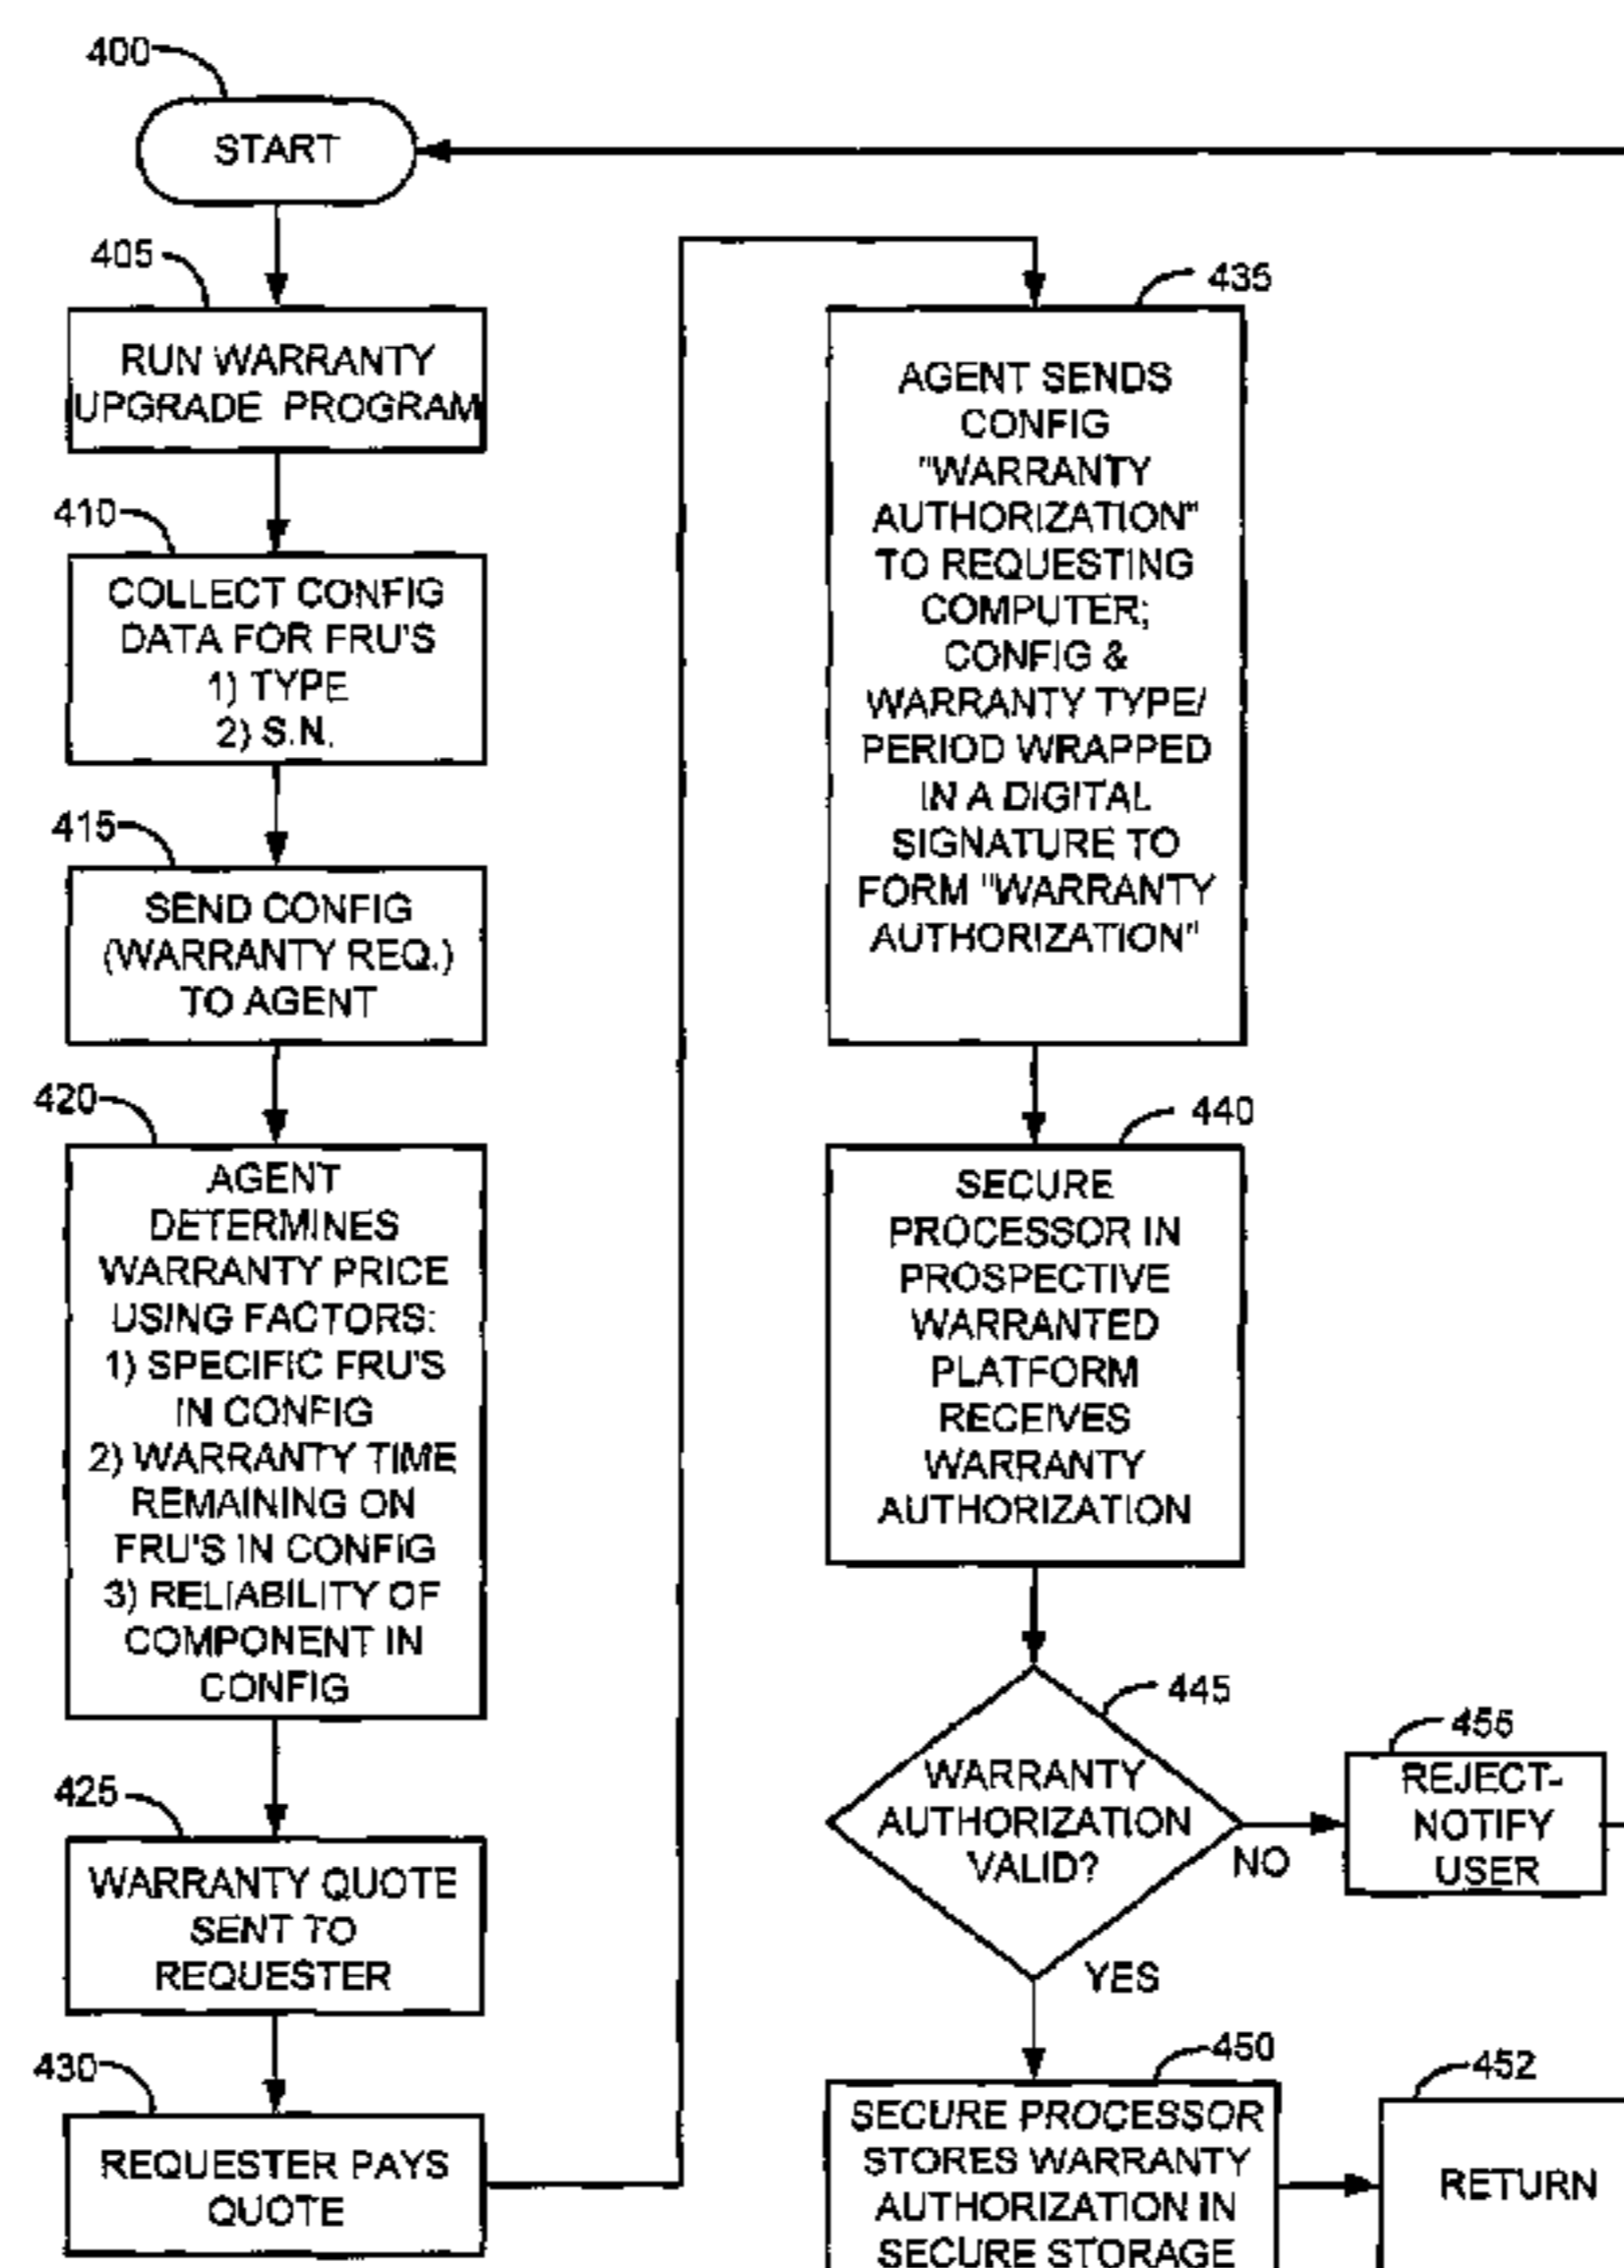 400
START
405
RUN WARRANTY
UPGRADE PROGRAM
410
COLLECT CONFIG
DATA FOR FRU'S
1) TYPE
2) S.N.
415
SEND CONFIG
(WARRANTY REQ.)
TO AGENT
420
AGENT
DETERMINES
WARRANTY PRICE
USING FACTORS:
1) SPECIFIC FRU'S
IN CONFIG
2) WARRANTY TIME
REMAINING ON
FRU'S IN CONFIG
3) RELIABILITY OF
COMPONENT IN
CONFIG
425
WARRANTY QUOTE
SENT TO
REQUESTER
430
REQUESTER PAYS
QUOTE
435
AGENT SENDS
CONFIG
"WARRANTY
AUTHORIZATION"
TO REQUESTING
COMPUTER;
CONFIG &
WARRANTY TYPE/
PERIOD WRAPPED
IN A DIGITAL
SIGNATURE TO
FORM "WARRANTY
AUTHORIZATION"
440
SECURE
PROCESSOR IN
PROSPECTIVE
WARRANTED
PLATFORM
RECEIVES
WARRANTY
AUTHORIZATION
445
WARRANTY
AUTHORIZATION
VALID?
NO
YES
455
REJECT-
NOTIFY
USER
450
SECURE PROCESSOR
STORES WARRANTY
AUTHORIZATION IN
SECURE STORAGE
452
RETURN